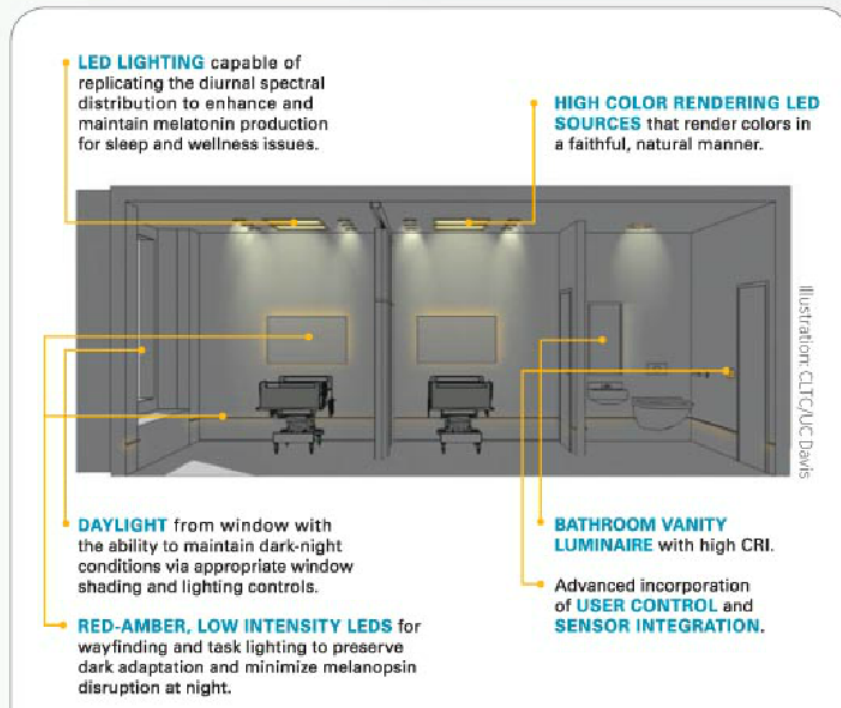 LED LIGHTING capable of
replicating the diurnal spectral
distribution to enhance and
maintain melatonin production
for sleep and wellness issues.
HIGH COLOR RENDERING LED
SOURCES that render colors in
a faithful, natural manner.
Illustration: CLTC/UC Davis
DAYLIGHT from window with
the ability to maintain dark-night
conditions via appropriate window
shading and lighting controls.
RED-AMBER, LOW INTENSITY LEDS for
wayfinding and task lighting to preserve
dark adaptation and minimize melanopsin
disruption at night.
BATHROOM VANITY
LUMINAIRE with high CRI.
Advanced incorporation
of USER CONTROL and
SENSOR INTEGRATION.